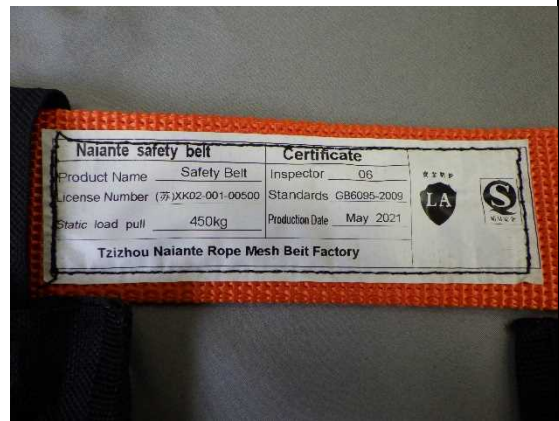 Naiante safety belt
Certificate
Product Name Safety Belt
Inspector 06
License Number (苏)XK02-001-00500
Standards GB6095-2009
Static load pull 450kg
Production Date May 2021
LA
Tzizhou Naiante Rope Mesh Beit Factory